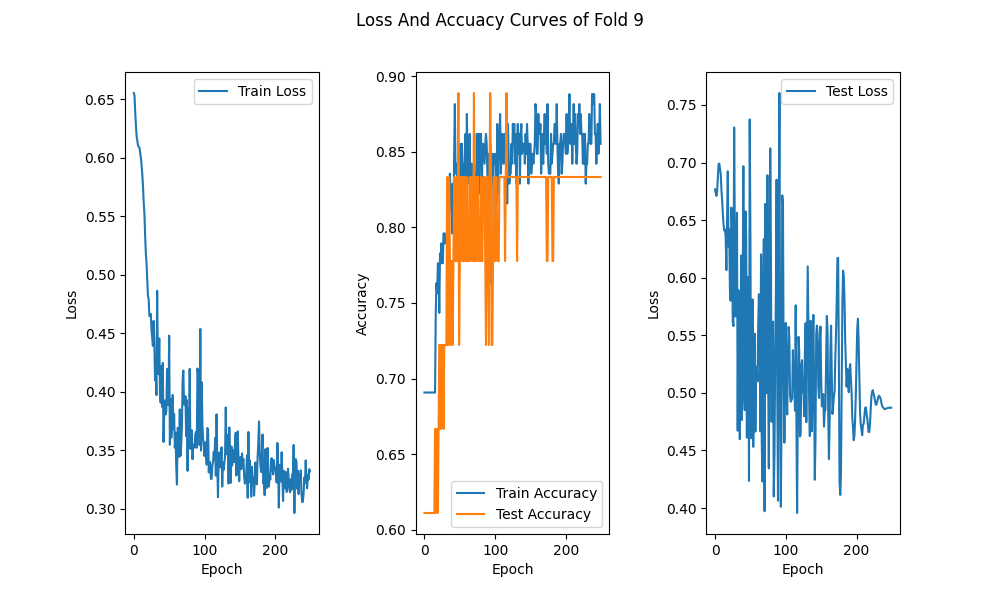 Loss And Accuacy Curves of Fold 9
Train Loss
0.65
0.60
0.55
0.50
0.45
0.40
0.35
0.30
Loss
0
100
200
Epoch
0.90
0.85
0.80
0.75
0.70
0.65
0.60
Accuracy
Train Accuracy
Test Accuracy
0
100
200
Epoch
Test Loss
0.75
0.70
0.65
0.60
0.55
0.50
0.45
0.40
Loss
0
100
200
Epoch